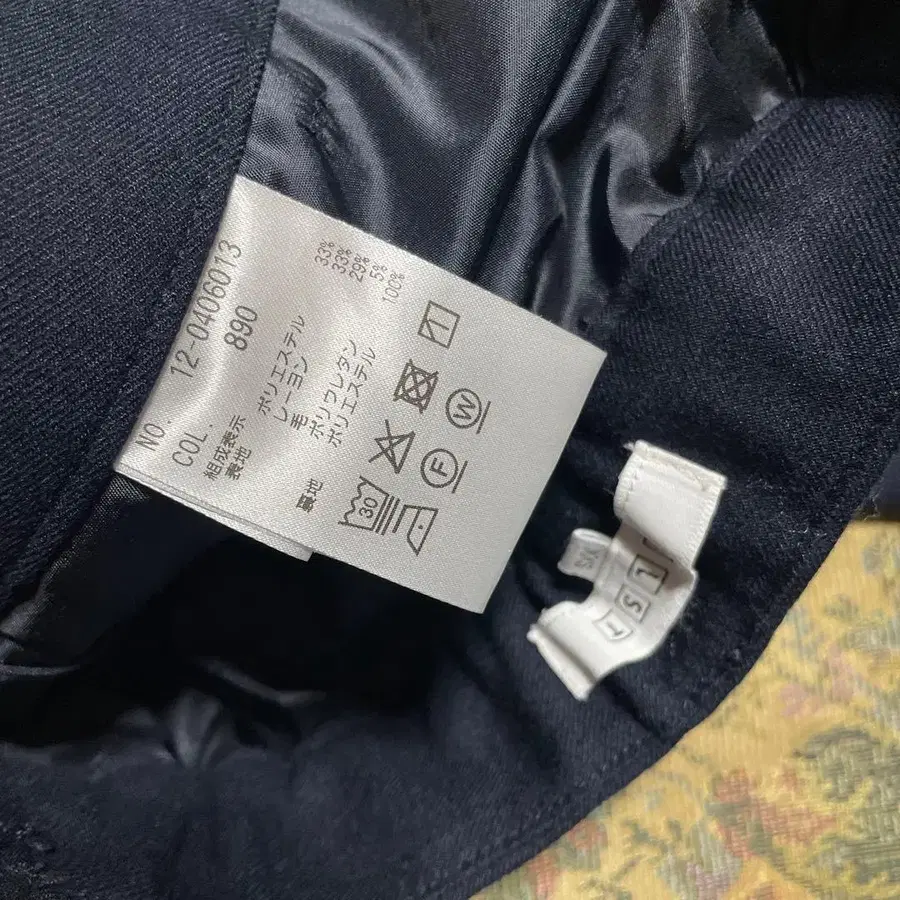 NO. 12-0406013
COL. 890
組成表示
表地 ポリエステル 33%
レーヨン 33%
毛 29%
ポリウレタン 5%
裏地 ポリエステル 100%
30
F
W